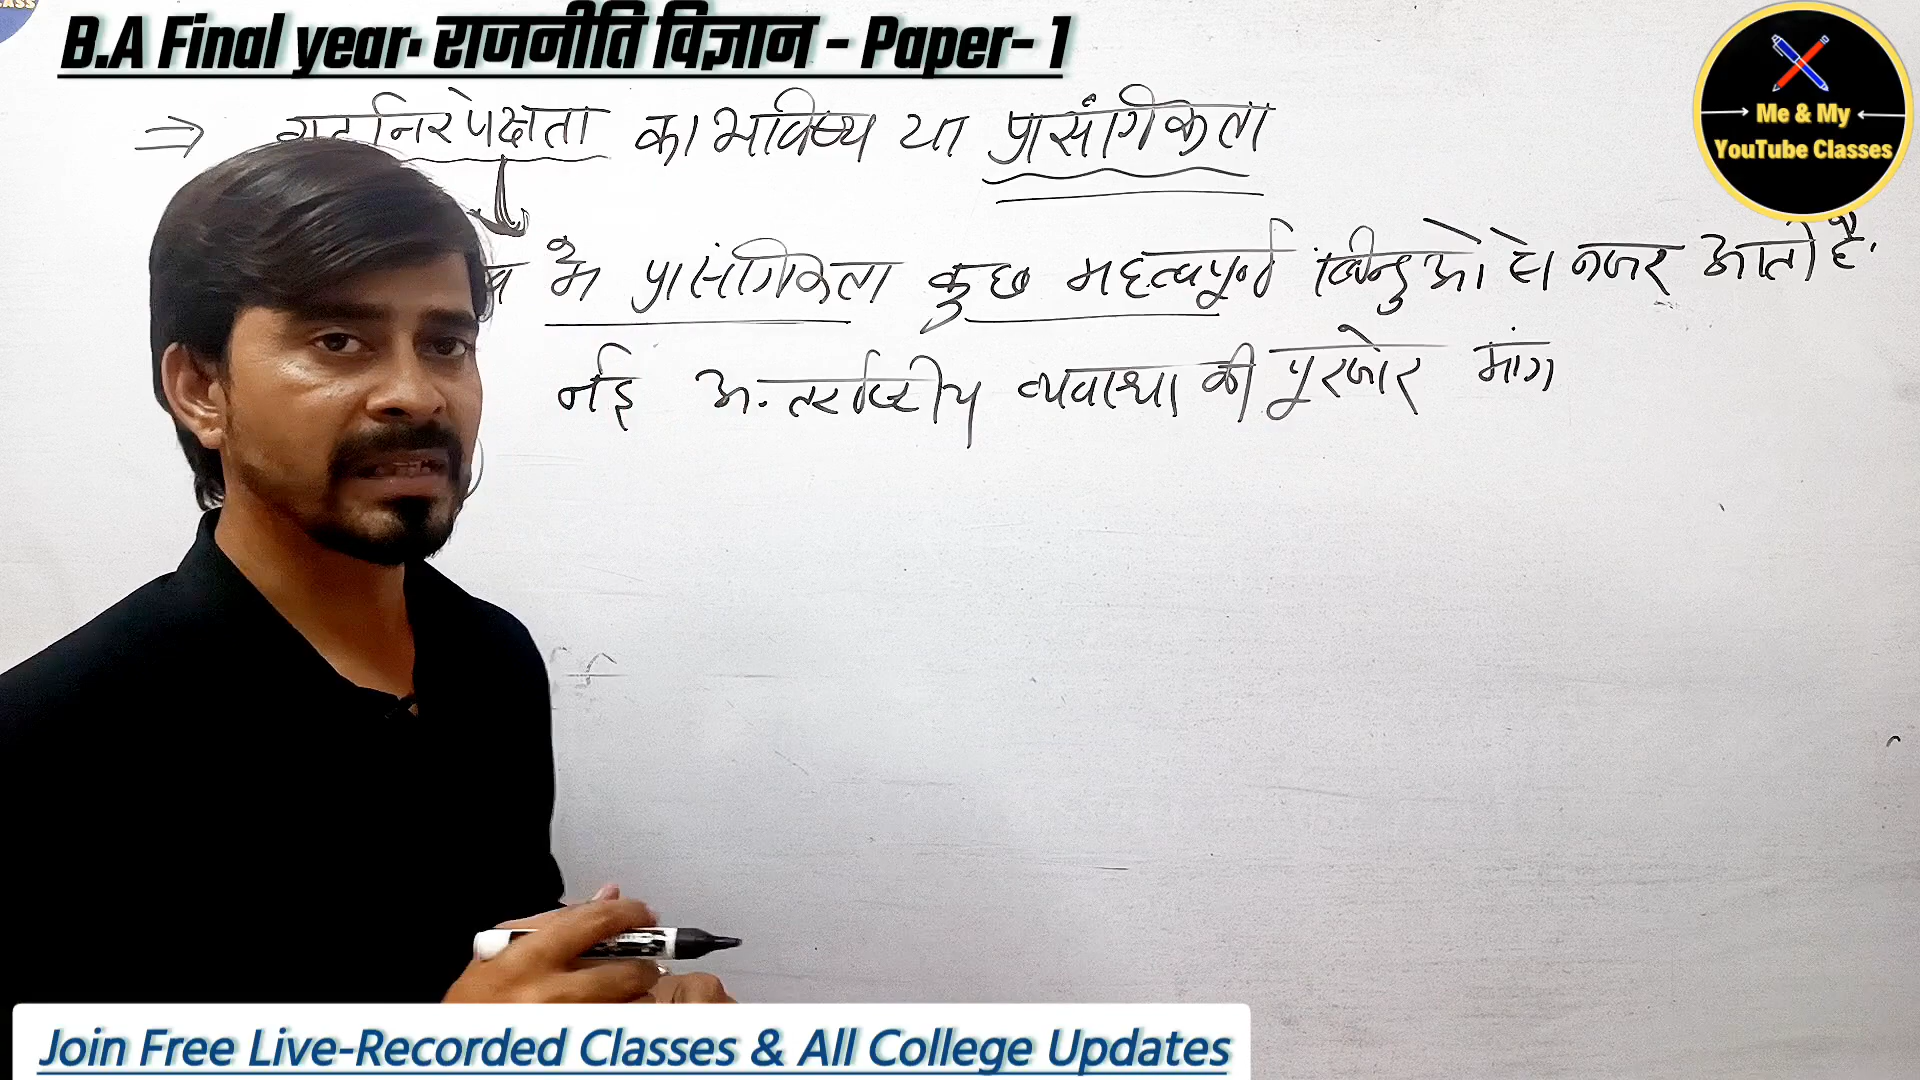 B.A Final year. राजनीति विज्ञान - Paper- 1
Me & My
YouTube Classes
⇒ गुटनिरपेक्षता का भविष्य या प्रासंगिकता
में प्रासंगिकता कुछ महत्वपूर्ण बिन्दुओ से नजर आती है.
नई अन्तर्राष्ट्रीय व्यवस्था की पूरजोर मांग
Join Free Live-Recorded Classes & All College Updates